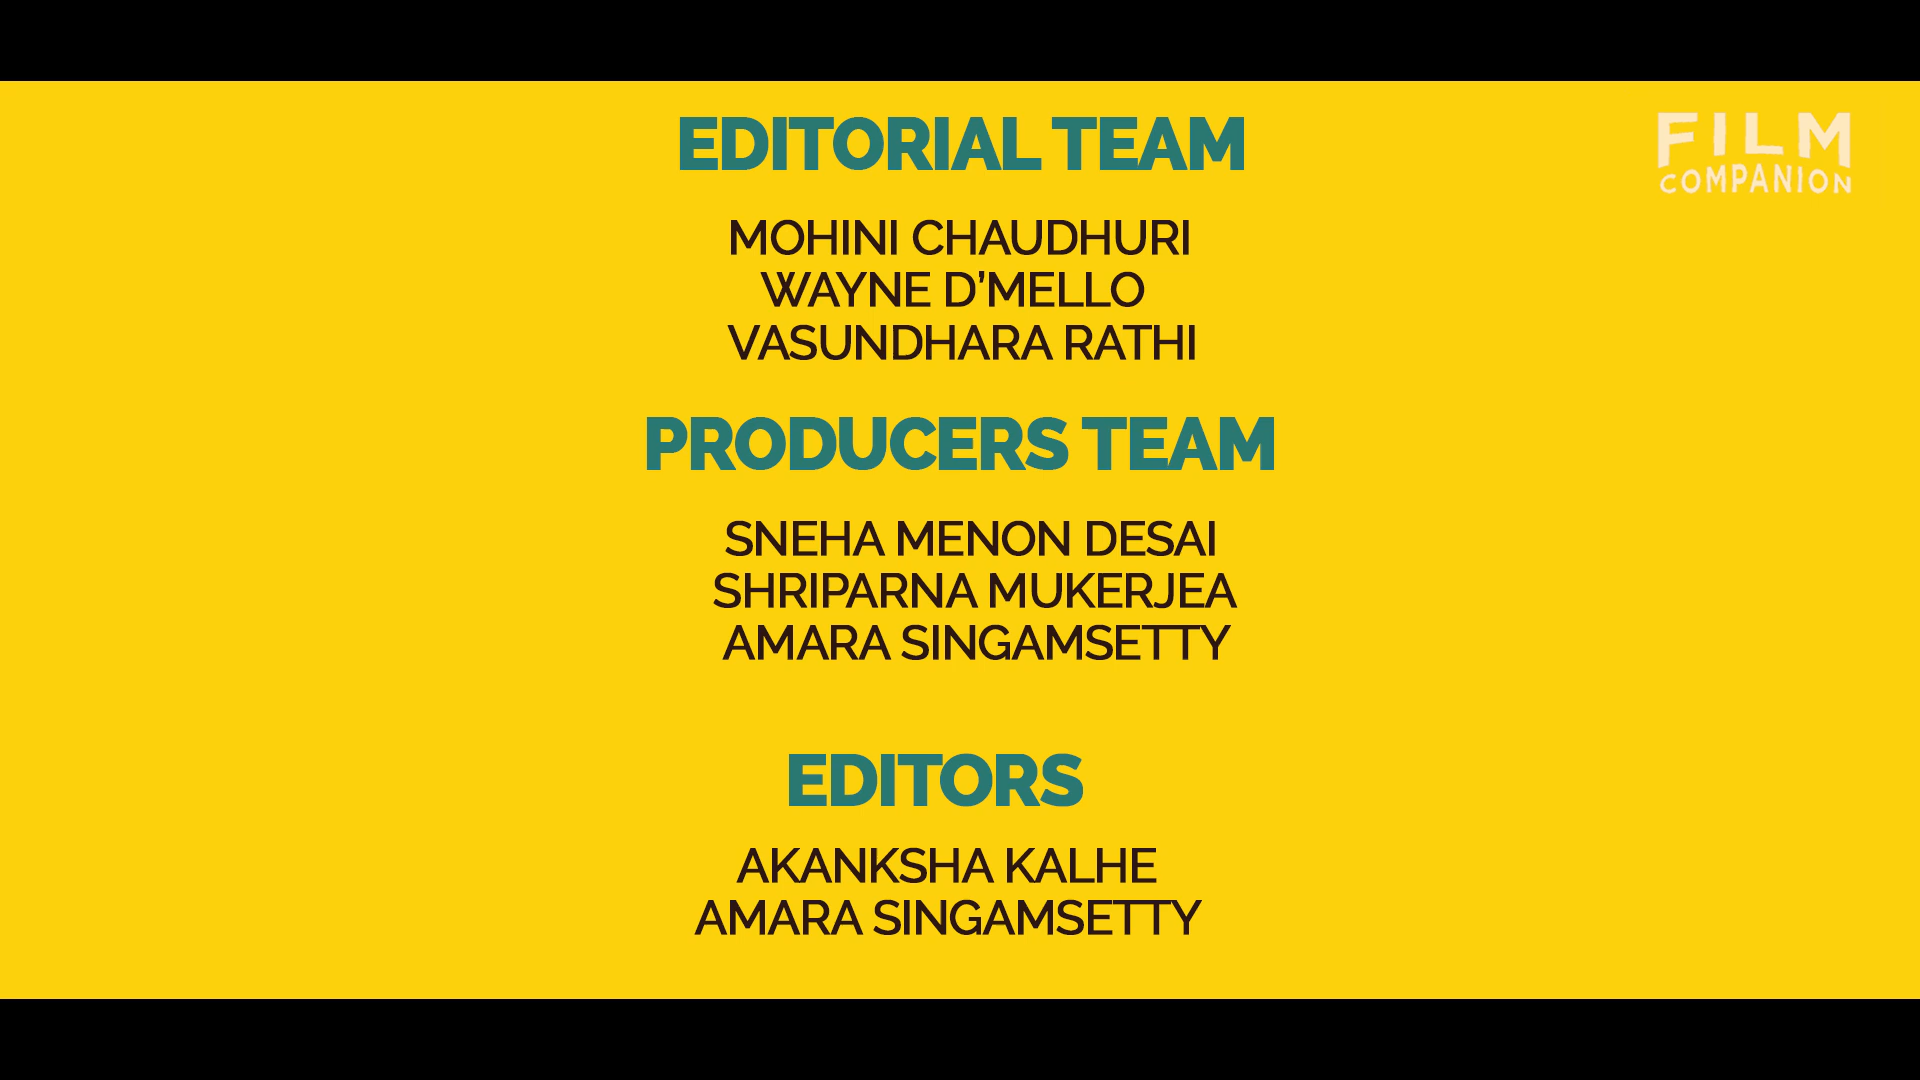 EDITORIAL TEAM
FILM
COMPANION
MOHINI CHAUDHURI
WAYNE D'MELLO
VASUNDHARA RATHI
PRODUCERS TEAM
SNEHA MENON DESAI
SHRIPARNA MUKERJEA
AMARA SINGAMSETTY
EDITORS
AKANKSHA KALHE
AMARA SINGAMSETTY